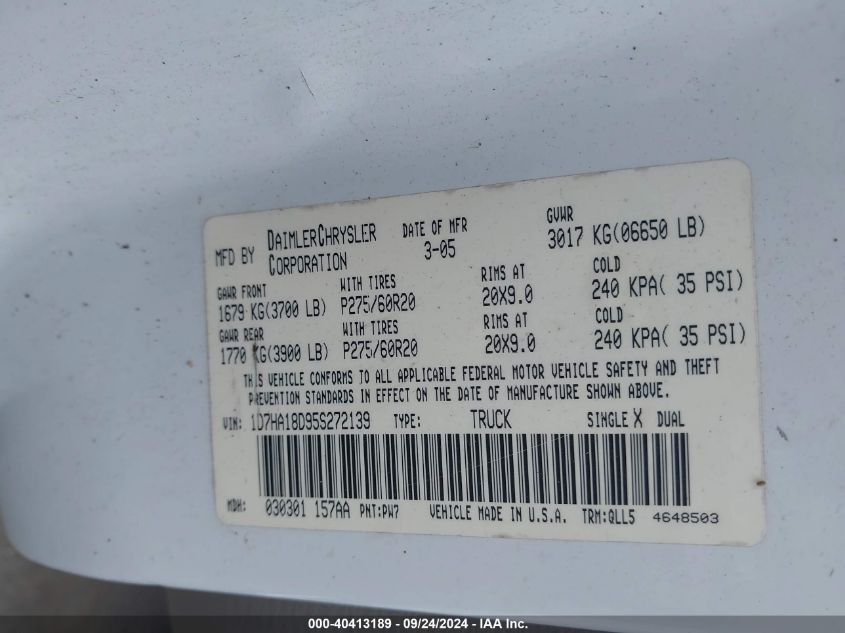 MFD BY DAIMLERCHRYSLER CORPORATION DATE OF MFR 3-05 GVWR 3017 KG(06650 LB)
GAWR FRONT WITH TIRES RIMS AT COLD
1679 KG(3700 LB) P275/60R20 20X9.0 240 KPA( 35 PSI)
GAWR REAR WITH TIRES RIMS AT COLD
1770 KG(3900 LB) P275/60R20 20X9.0 240 KPA( 35 PSI)
THIS VEHICLE CONFORMS TO ALL APPLICABLE FEDERAL MOTOR VEHICLE SAFETY AND THEFT
PREVENTION STANDARDS IN EFFECT ON THE DATE OF MANUFACTURE SHOWN ABOVE.
VIN: 1D7HA18D95S272139 TYPE: TRUCK SINGLE X DUAL
MDH: 030301 157AA PNT:PW7 VEHICLE MADE IN U.S.A. TRM:QLL5 4648503
000-40413189 - 09/24/2024 - IAA Inc.